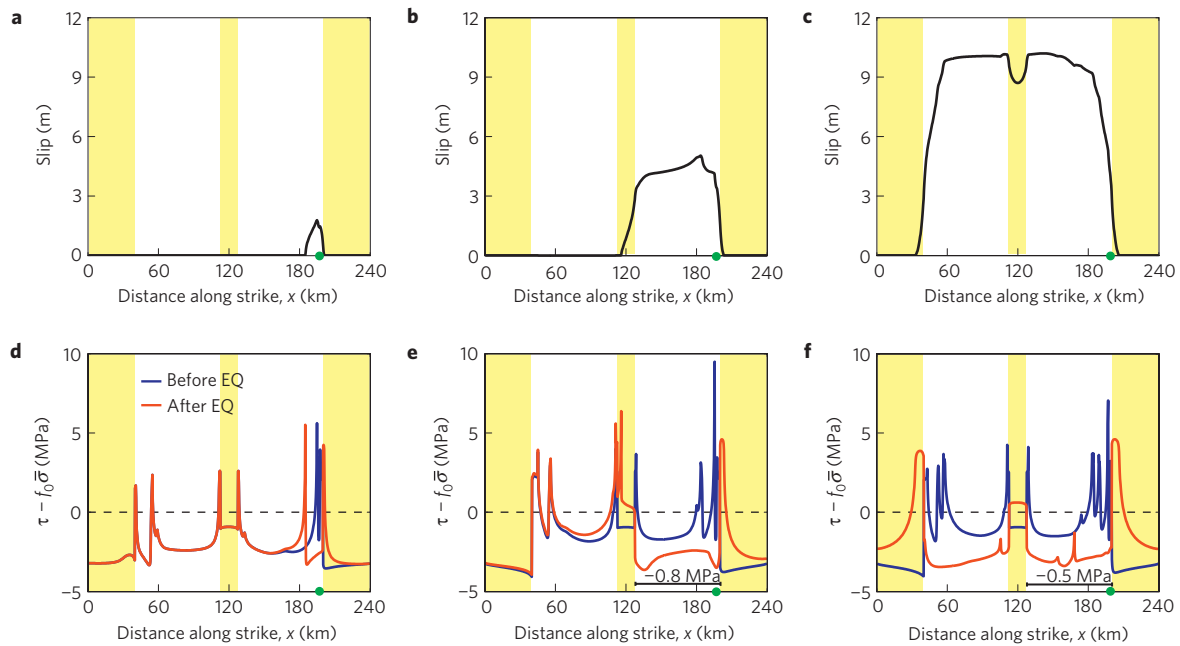 a
12
9
6
3
0
Slip (m)
0 60 120 180 240
Distance along strike, x (km)
b
12
9
6
3
0
Slip (m)
0 60 120 180 240
Distance along strike, x (km)
c
12
9
6
3
0
Slip (m)
0 60 120 180 240
Distance along strike, x (km)
d
10
5
0
−5
τ − f₀σ̄ (MPa)
Before EQ
After EQ
0 60 120 180 240
Distance along strike, x (km)
e
10
5
0
−5
τ − f₀σ̄ (MPa)
−0.8 MPa
0 60 120 180 240
Distance along strike, x (km)
f
10
5
0
−5
τ − f₀σ̄ (MPa)
−0.5 MPa
0 60 120 180 240
Distance along strike, x (km)